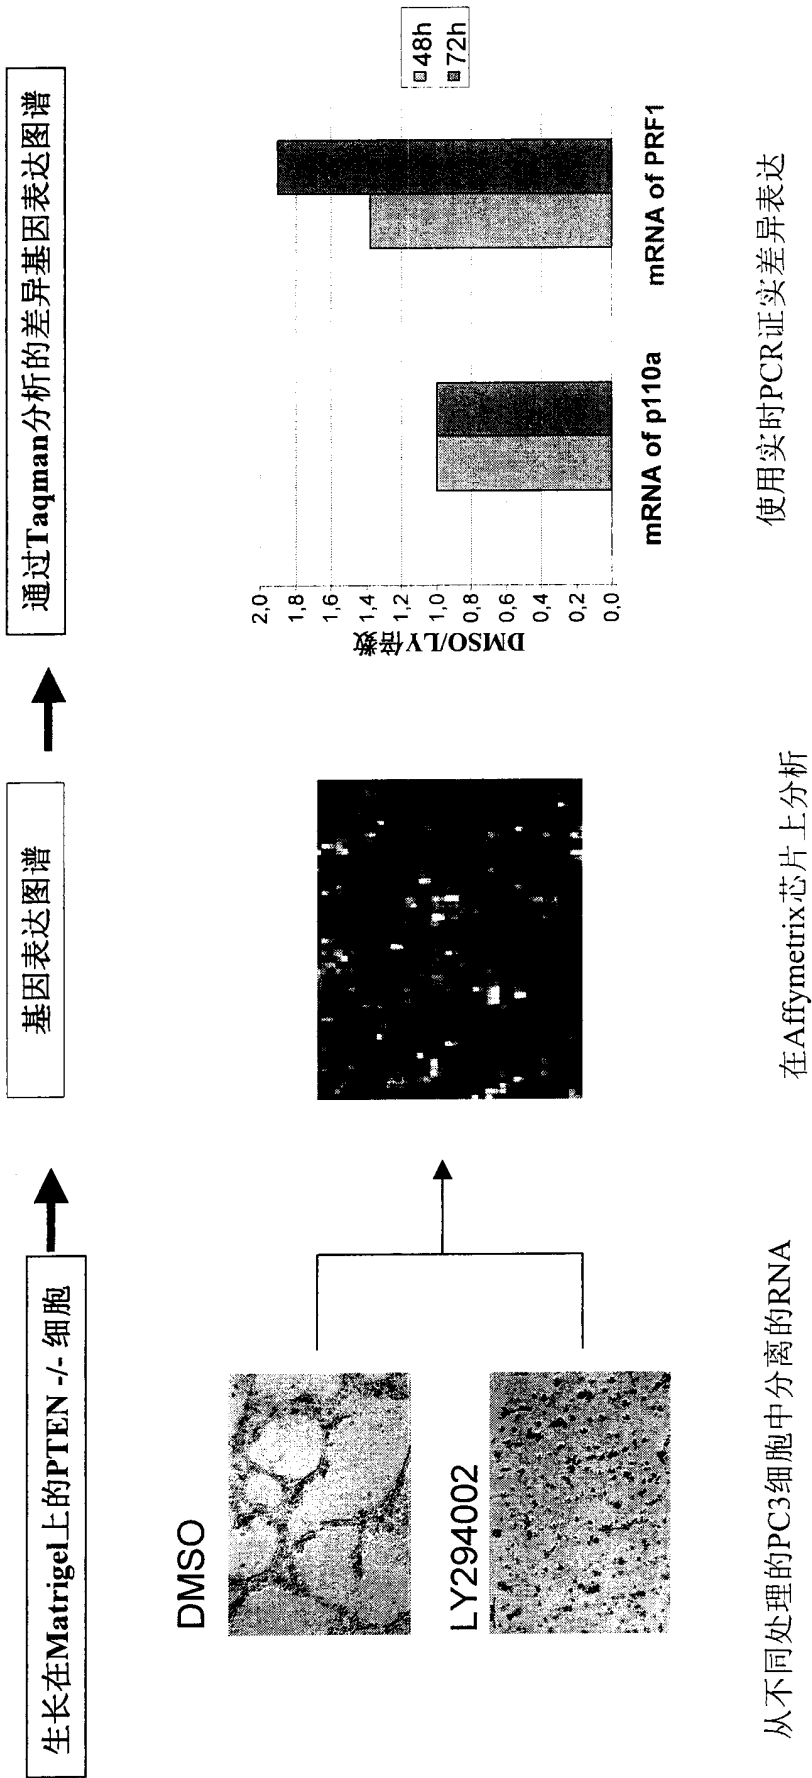 生长在Matrigel上的PTEN -/- 细胞
基因表达图谱
通过Taqman分析的差异基因表达图谱
DMSO
LY294002
DMSO/LY倍数
2,0
1,8
1,6
1,4
1,2
1,0
0,8
0,6
0,4
0,2
0,0
mRNA of p110a
mRNA of PRF1
48h
72h
从不同处理的PC3细胞中分离的RNA
在Affymetrix芯片上分析
使用实时PCR证实差异表达